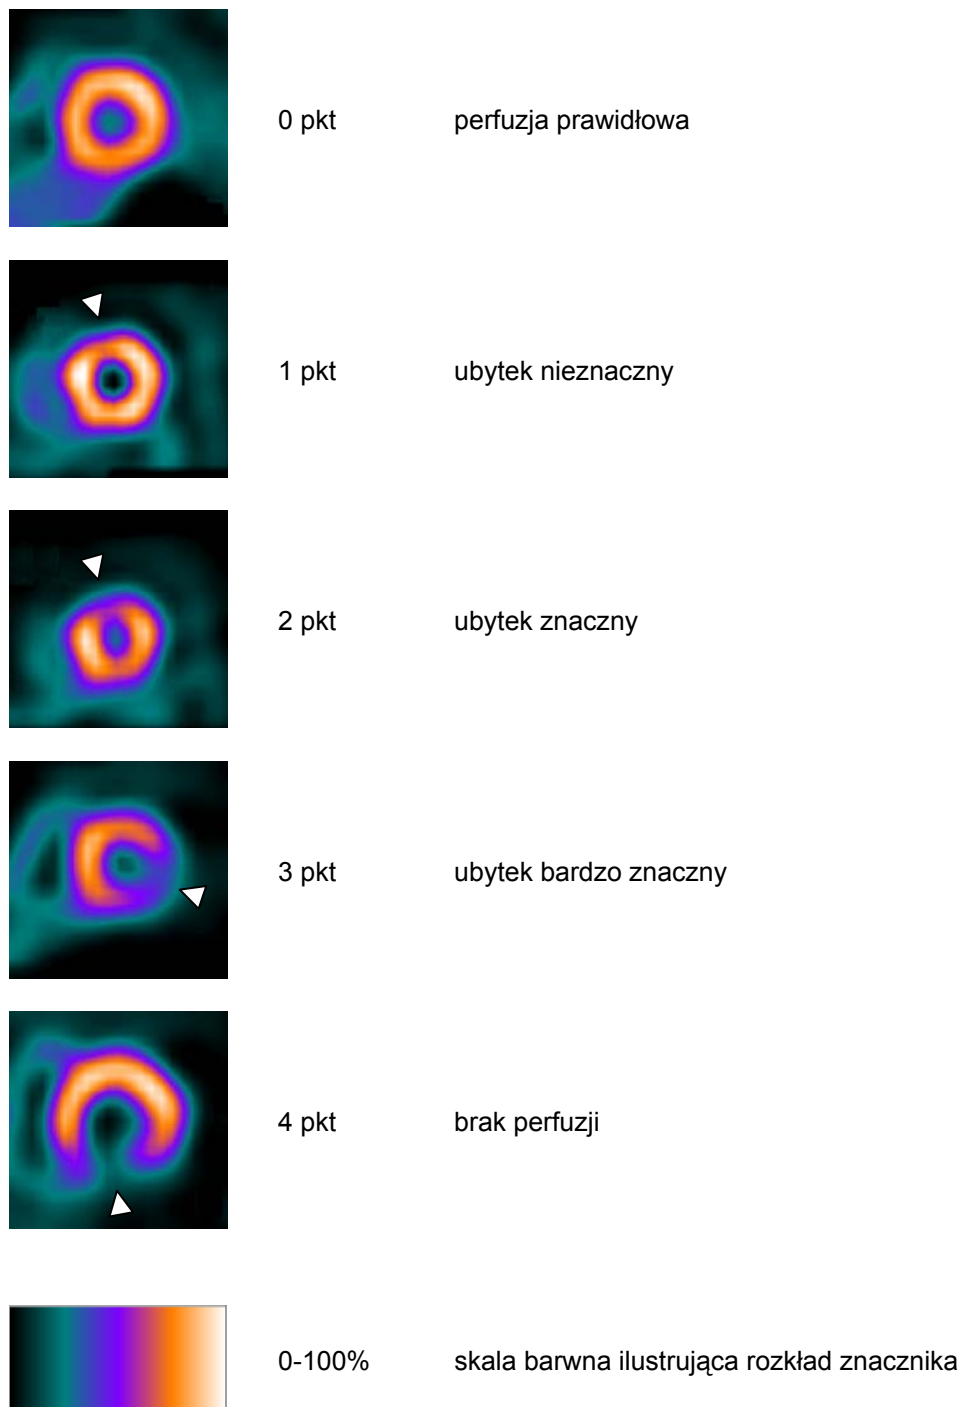 0 pkt perfuzja prawidłowa
1 pkt ubytek nieznaczny
2 pkt ubytek znaczny
3 pkt ubytek bardzo znaczny
4 pkt brak perfuzji
0-100% skala barwna ilustrująca rozkład znacznika